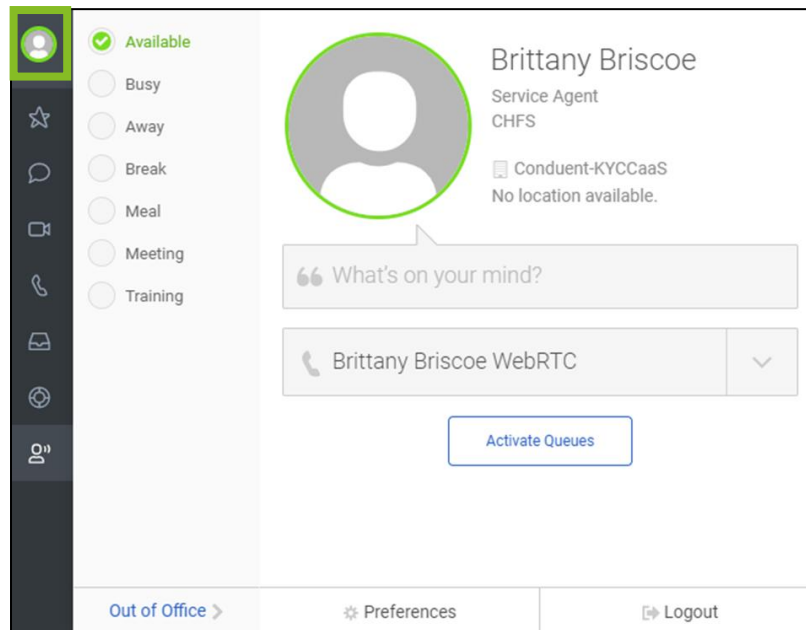 Available
Busy
Away
Break
Meal
Meeting
Training
Brittany Briscoe
Service Agent
CHFS
Conduent-KYCCaaS
No location available.
What's on your mind?
Brittany Briscoe WebRTC
Activate Queues
Out of Office
Preferences
Logout